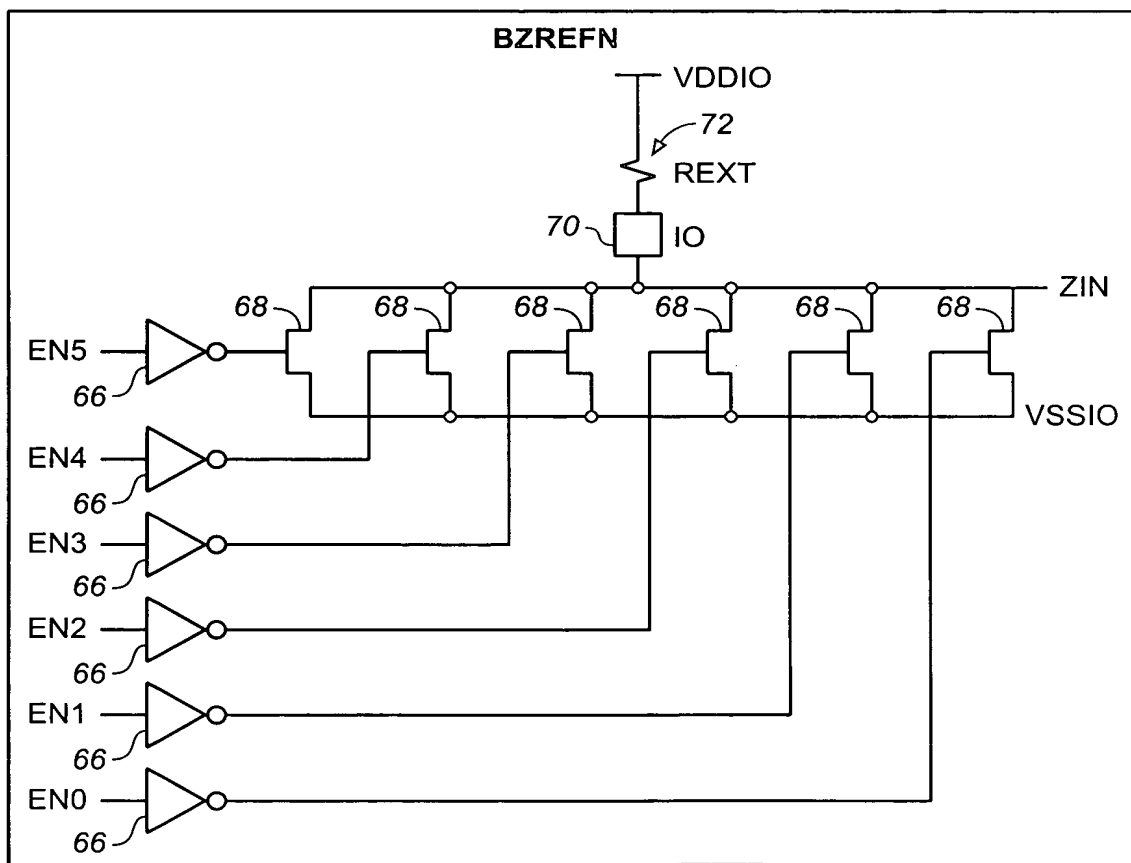 BZREFN
VDDIO
72
REXT
70 IO
ZIN
68 68 68 68 68 68
EN5
66
VSSIO
EN4
66
EN3
66
EN2
66
EN1
66
EN0
66